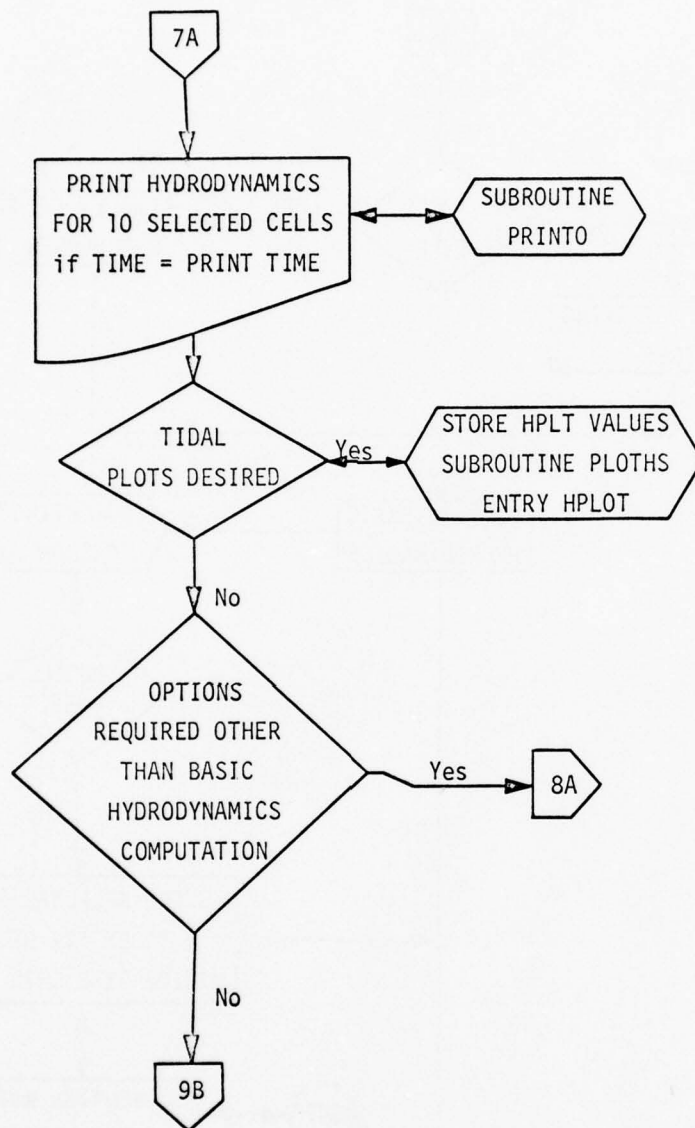 7A
PRINT HYDRODYNAMICS
FOR 10 SELECTED CELLS
if TIME = PRINT TIME
SUBROUTINE
PRINTO
TIDAL
PLOTS DESIRED
Yes
STORE HPLT VALUES
SUBROUTINE PLOTHS
ENTRY HPLOT
No
OPTIONS
REQUIRED OTHER
THAN BASIC
HYDRODYNAMICS
COMPUTATION
Yes
8A
No
9B